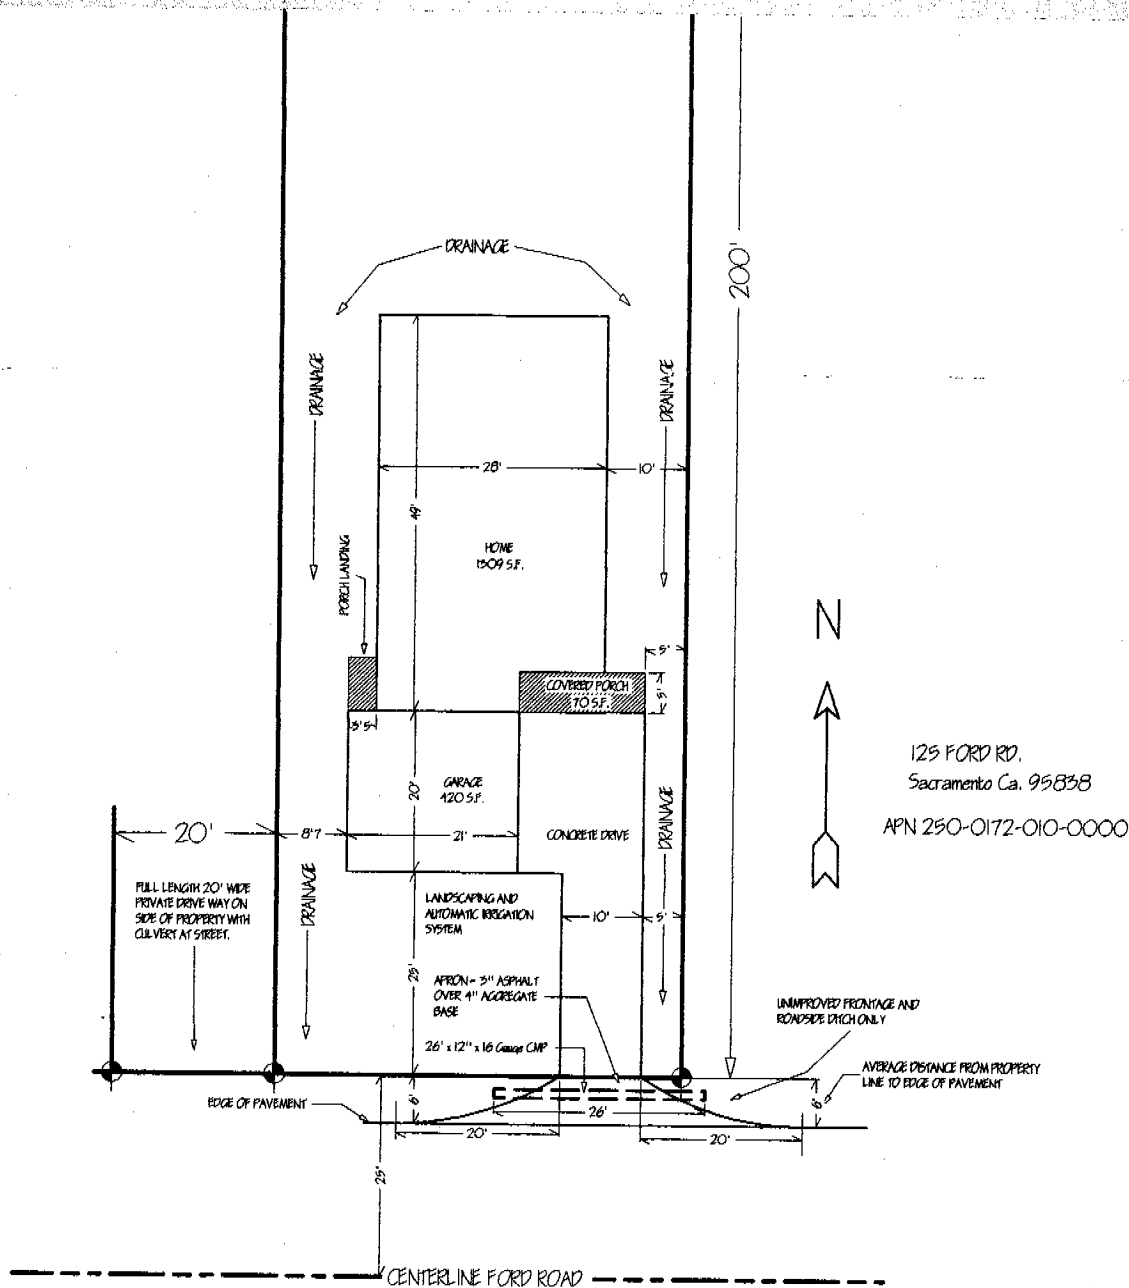 DRAINAGE
200'
DRAINAGE
DRAINAGE
28'
10'
49'
HOME
1309 S.F.
PORCH LANDING
N
5'
COVERED PORCH
70 S.F.
5'
3'5
125 FORD RD.
Sacramento Ca. 95838
APN 250-0172-010-0000
GARAGE
420 S.F.
20'
DRAINAGE
20'
8'7
21'
CONCRETE DRIVE
FULL LENGTH 20' WIDE
PRIVATE DRIVE WAY ON
SIDE OF PROPERTY WITH
CULVERT AT STREET.
DRAINAGE
LANDSCAPING AND
AUTOMATIC IRRIGATION
SYSTEM
10'
5'
25'
APRON - 3" ASPHALT
OVER 4" AGGREGATE
BASE
UNIMPROVED FRONTAGE AND
ROADSIDE DITCH ONLY
26' x 12" x 16 Gauge CMP
AVERAGE DISTANCE FROM PROPERTY
LINE TO EDGE OF PAVEMENT
EDGE OF PAVEMENT
6'
26'
6'
20'
20'
25'
CENTERLINE FORD ROAD